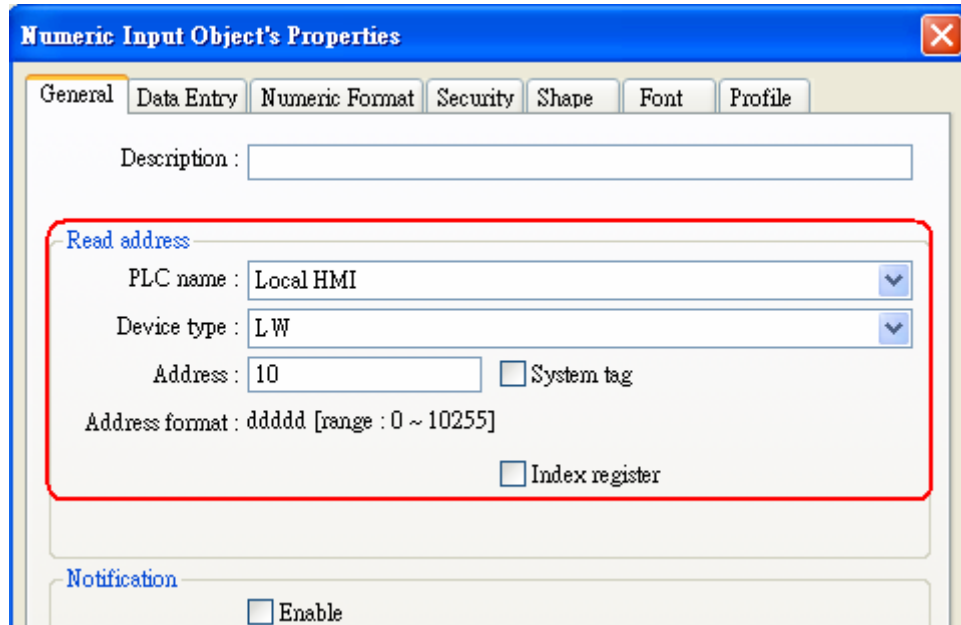 Numeric Input Object's Properties
General Data Entry Numeric Format Security Shape Font Profile
Description :
Read address
PLC name : Local HMI
Device type : LW
Address : 10 System tag
Address format : ddddd [range : 0 ~ 10255]
Index register
Notification
Enable